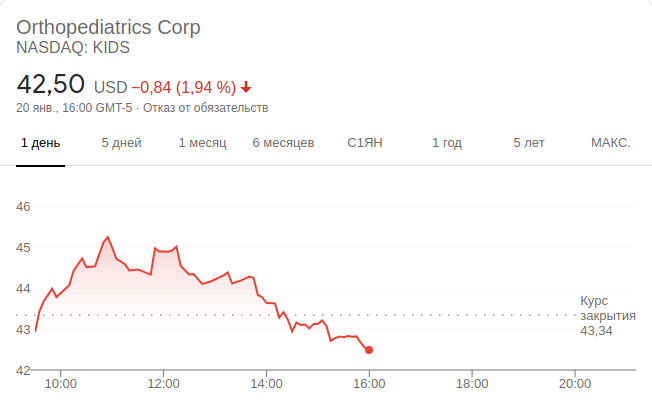 Orthopediatrics Corp
NASDAQ: KIDS
42,50 USD −0,84 (1,94 %)
20 янв., 16:00 GMT-5 · Отказ от обязательств
1 день 5 дней 1 месяц 6 месяцев С1ЯН 1 год 5 лет МАКС.
46
45
44
Курс
закрытия
43,34
43
42
10:00 12:00 14:00 16:00 18:00 20:00